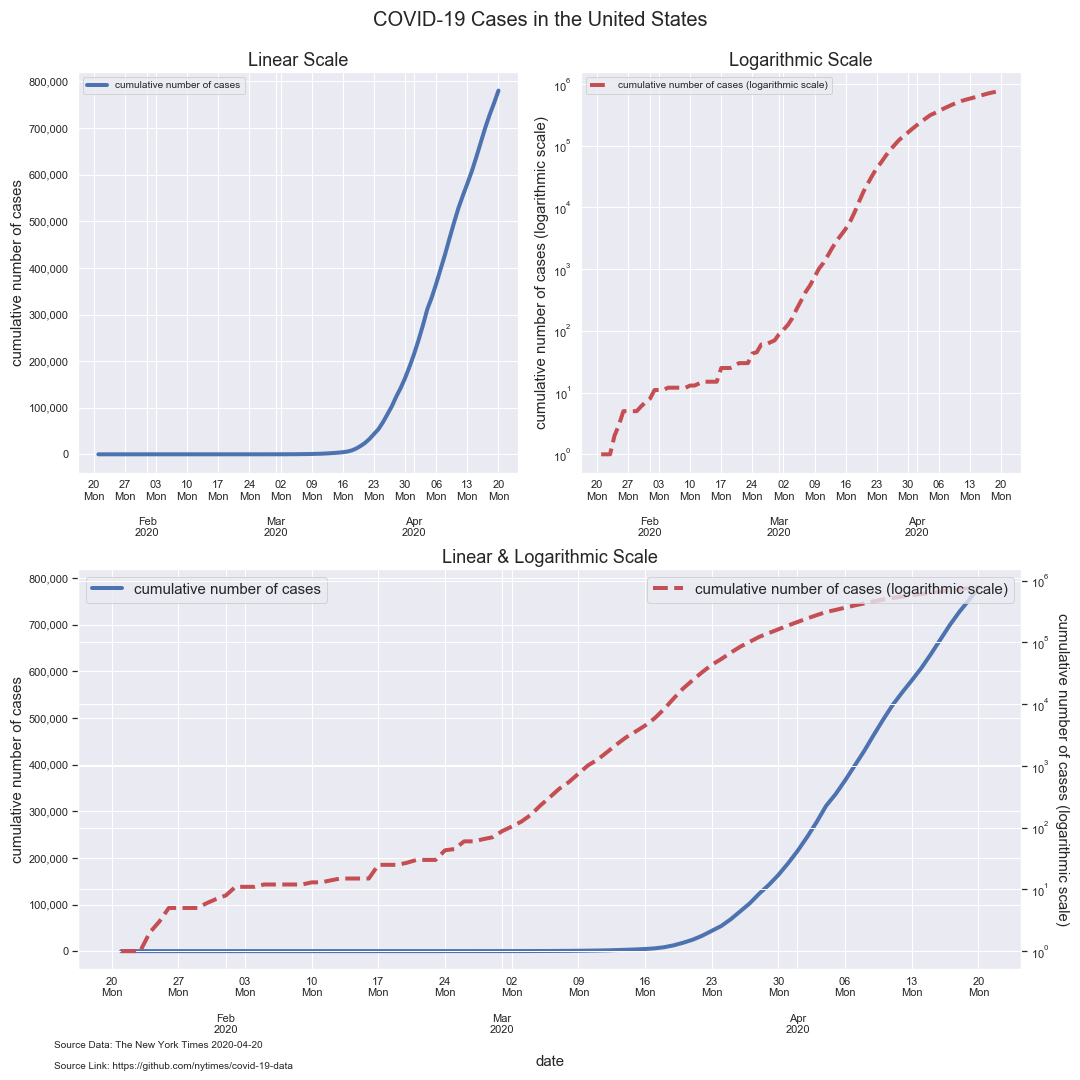 COVID-19 Cases in the United States
Linear Scale
cumulative number of cases
cumulative number of cases
800,000
700,000
600,000
500,000
400,000
300,000
200,000
100,000
0
20 27 03 10 17 24 02 09 16 23 30 06 13 20
Mon Mon Mon Mon Mon Mon Mon Mon Mon Mon Mon Mon Mon Mon
Feb Mar Apr
2020 2020 2020
Logarithmic Scale
cumulative number of cases (logarithmic scale)
cumulative number of cases (logarithmic scale)
10⁶
10⁵
10⁴
10³
10²
10¹
10⁰
20 27 03 10 17 24 02 09 16 23 30 06 13 20
Mon Mon Mon Mon Mon Mon Mon Mon Mon Mon Mon Mon Mon Mon
Feb Mar Apr
2020 2020 2020
Linear & Logarithmic Scale
cumulative number of cases
cumulative number of cases (logarithmic scale)
cumulative number of cases
800,000
700,000
600,000
500,000
400,000
300,000
200,000
100,000
0
10⁶
10⁵
10⁴
10³
10²
10¹
10⁰
cumulative number of cases (logarithmic scale)
20 27 03 10 17 24 02 09 16 23 30 06 13 20
Mon Mon Mon Mon Mon Mon Mon Mon Mon Mon Mon Mon Mon Mon
Feb Mar Apr
2020 2020 2020
date
Source Data: The New York Times 2020-04-20
Source Link: https://github.com/nytimes/covid-19-data